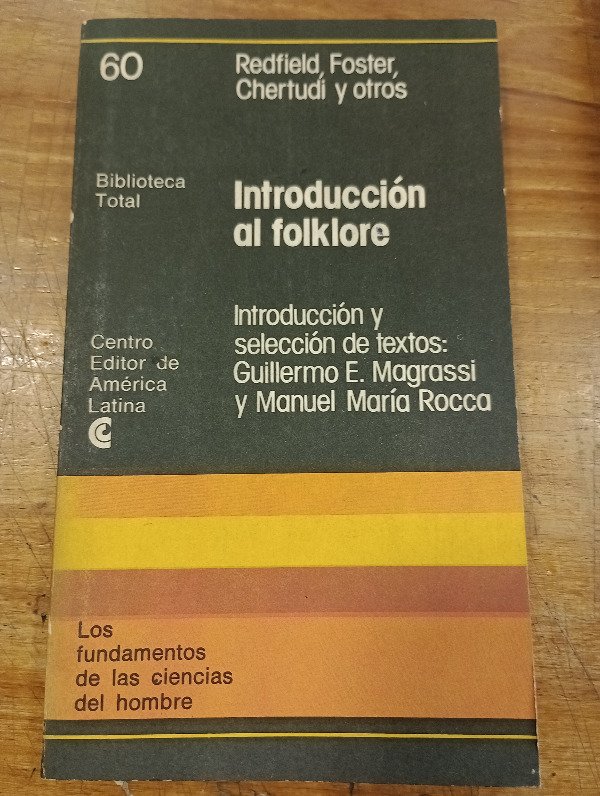 60
Redfield, Foster,
Chertudi y otros
Biblioteca
Total
Introducción
al folklore
Introducción y
selección de textos:
Guillermo E. Magrassi
y Manuel María Rocca
Centro
Editor de
América
Latina
Los
fundamentos
de las ciencias
del hombre